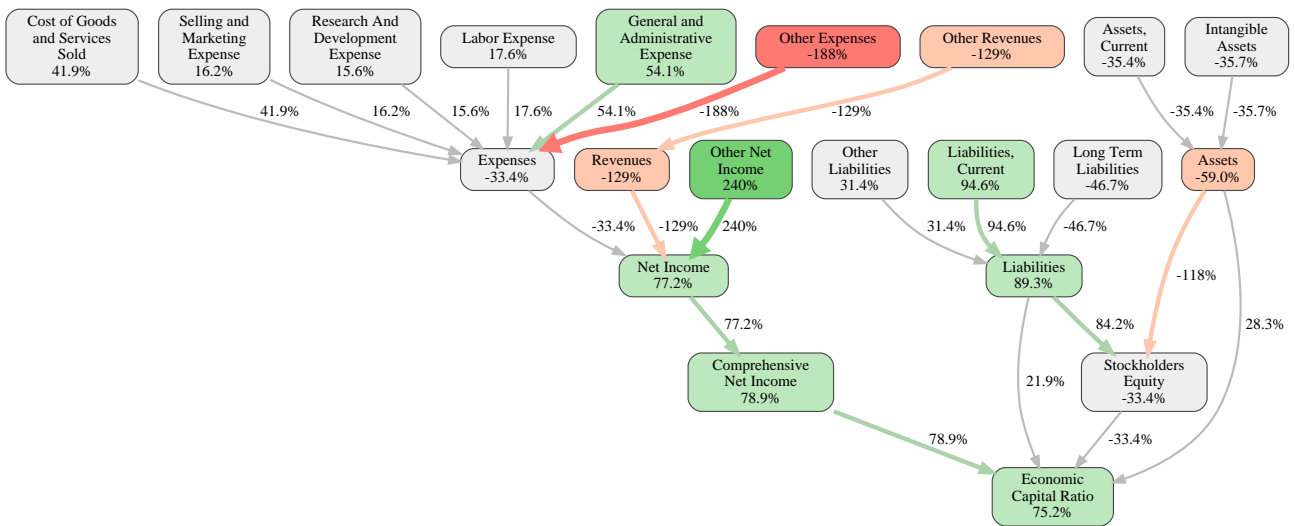 Cost of Goods
and Services
Sold
41.9%
Selling and
Marketing
Expense
16.2%
Research And
Development
Expense
15.6%
Labor Expense
17.6%
General and
Administrative
Expense
54.1%
Other Expenses
-188%
Other Revenues
-129%
Assets,
Current
-35.4%
Intangible
Assets
-35.7%
41.9%
16.2%
15.6%
17.6%
54.1%
-188%
-129%
-35.4%
-35.7%
Expenses
-33.4%
Revenues
-129%
Other Net
Income
240%
Other
Liabilities
31.4%
Liabilities,
Current
94.6%
Long Term
Liabilities
-46.7%
Assets
-59.0%
-33.4%
-129%
240%
31.4%
94.6%
-46.7%
Net Income
77.2%
Liabilities
89.3%
-118%
77.2%
84.2%
28.3%
Comprehensive
Net Income
78.9%
21.9%
Stockholders
Equity
-33.4%
78.9%
-33.4%
Economic
Capital Ratio
75.2%